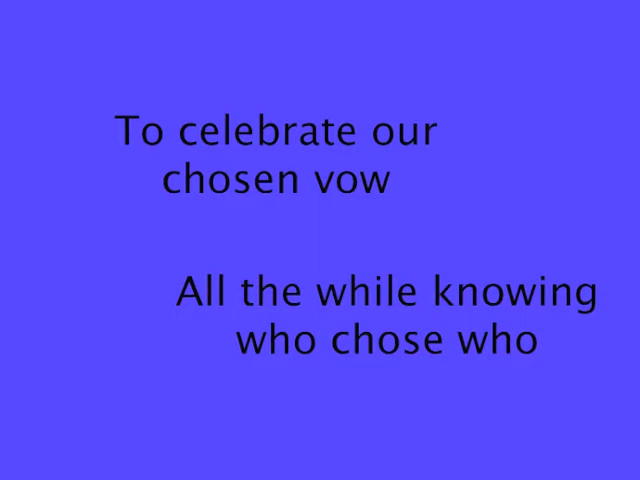 To celebrate our
chosen vow
All the while knowing
who chose who